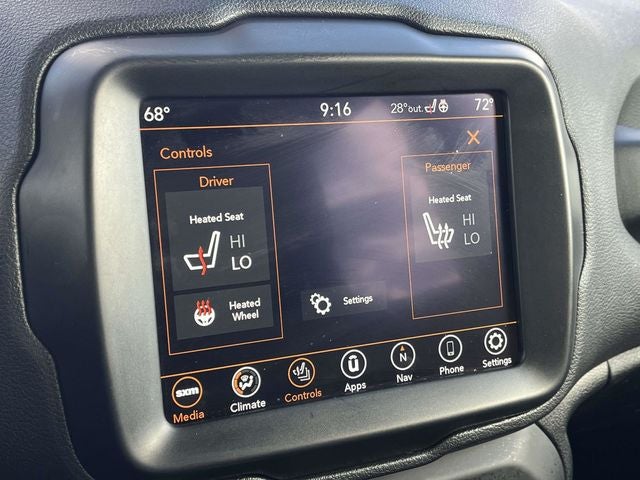 68° 9:16 28°out. 72°
Controls
Driver
Passenger
Heated Seat
HI
LO
Heated Seat
HI
LO
Heated
Wheel
Settings
sxm
Media
Climate
Controls
Apps
N
Nav
Phone
Settings